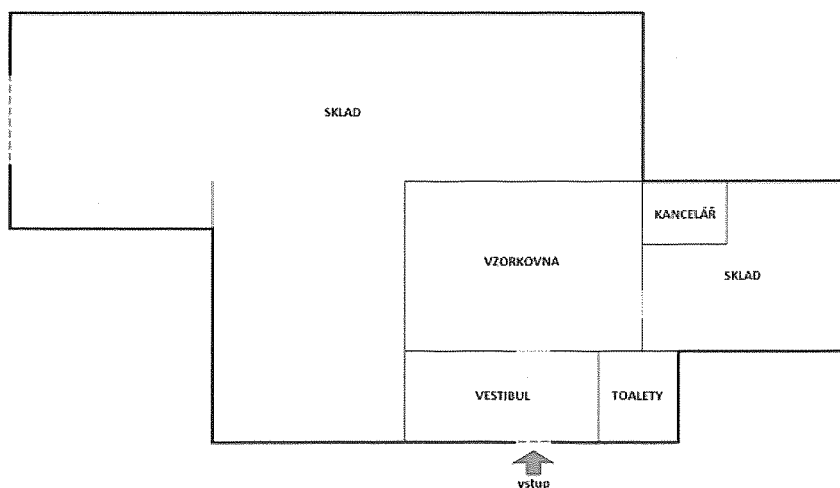 SKLAD
KANCELÁŘ
VZORKOVNA
SKLAD
VESTIBUL
TOALETY
vstup